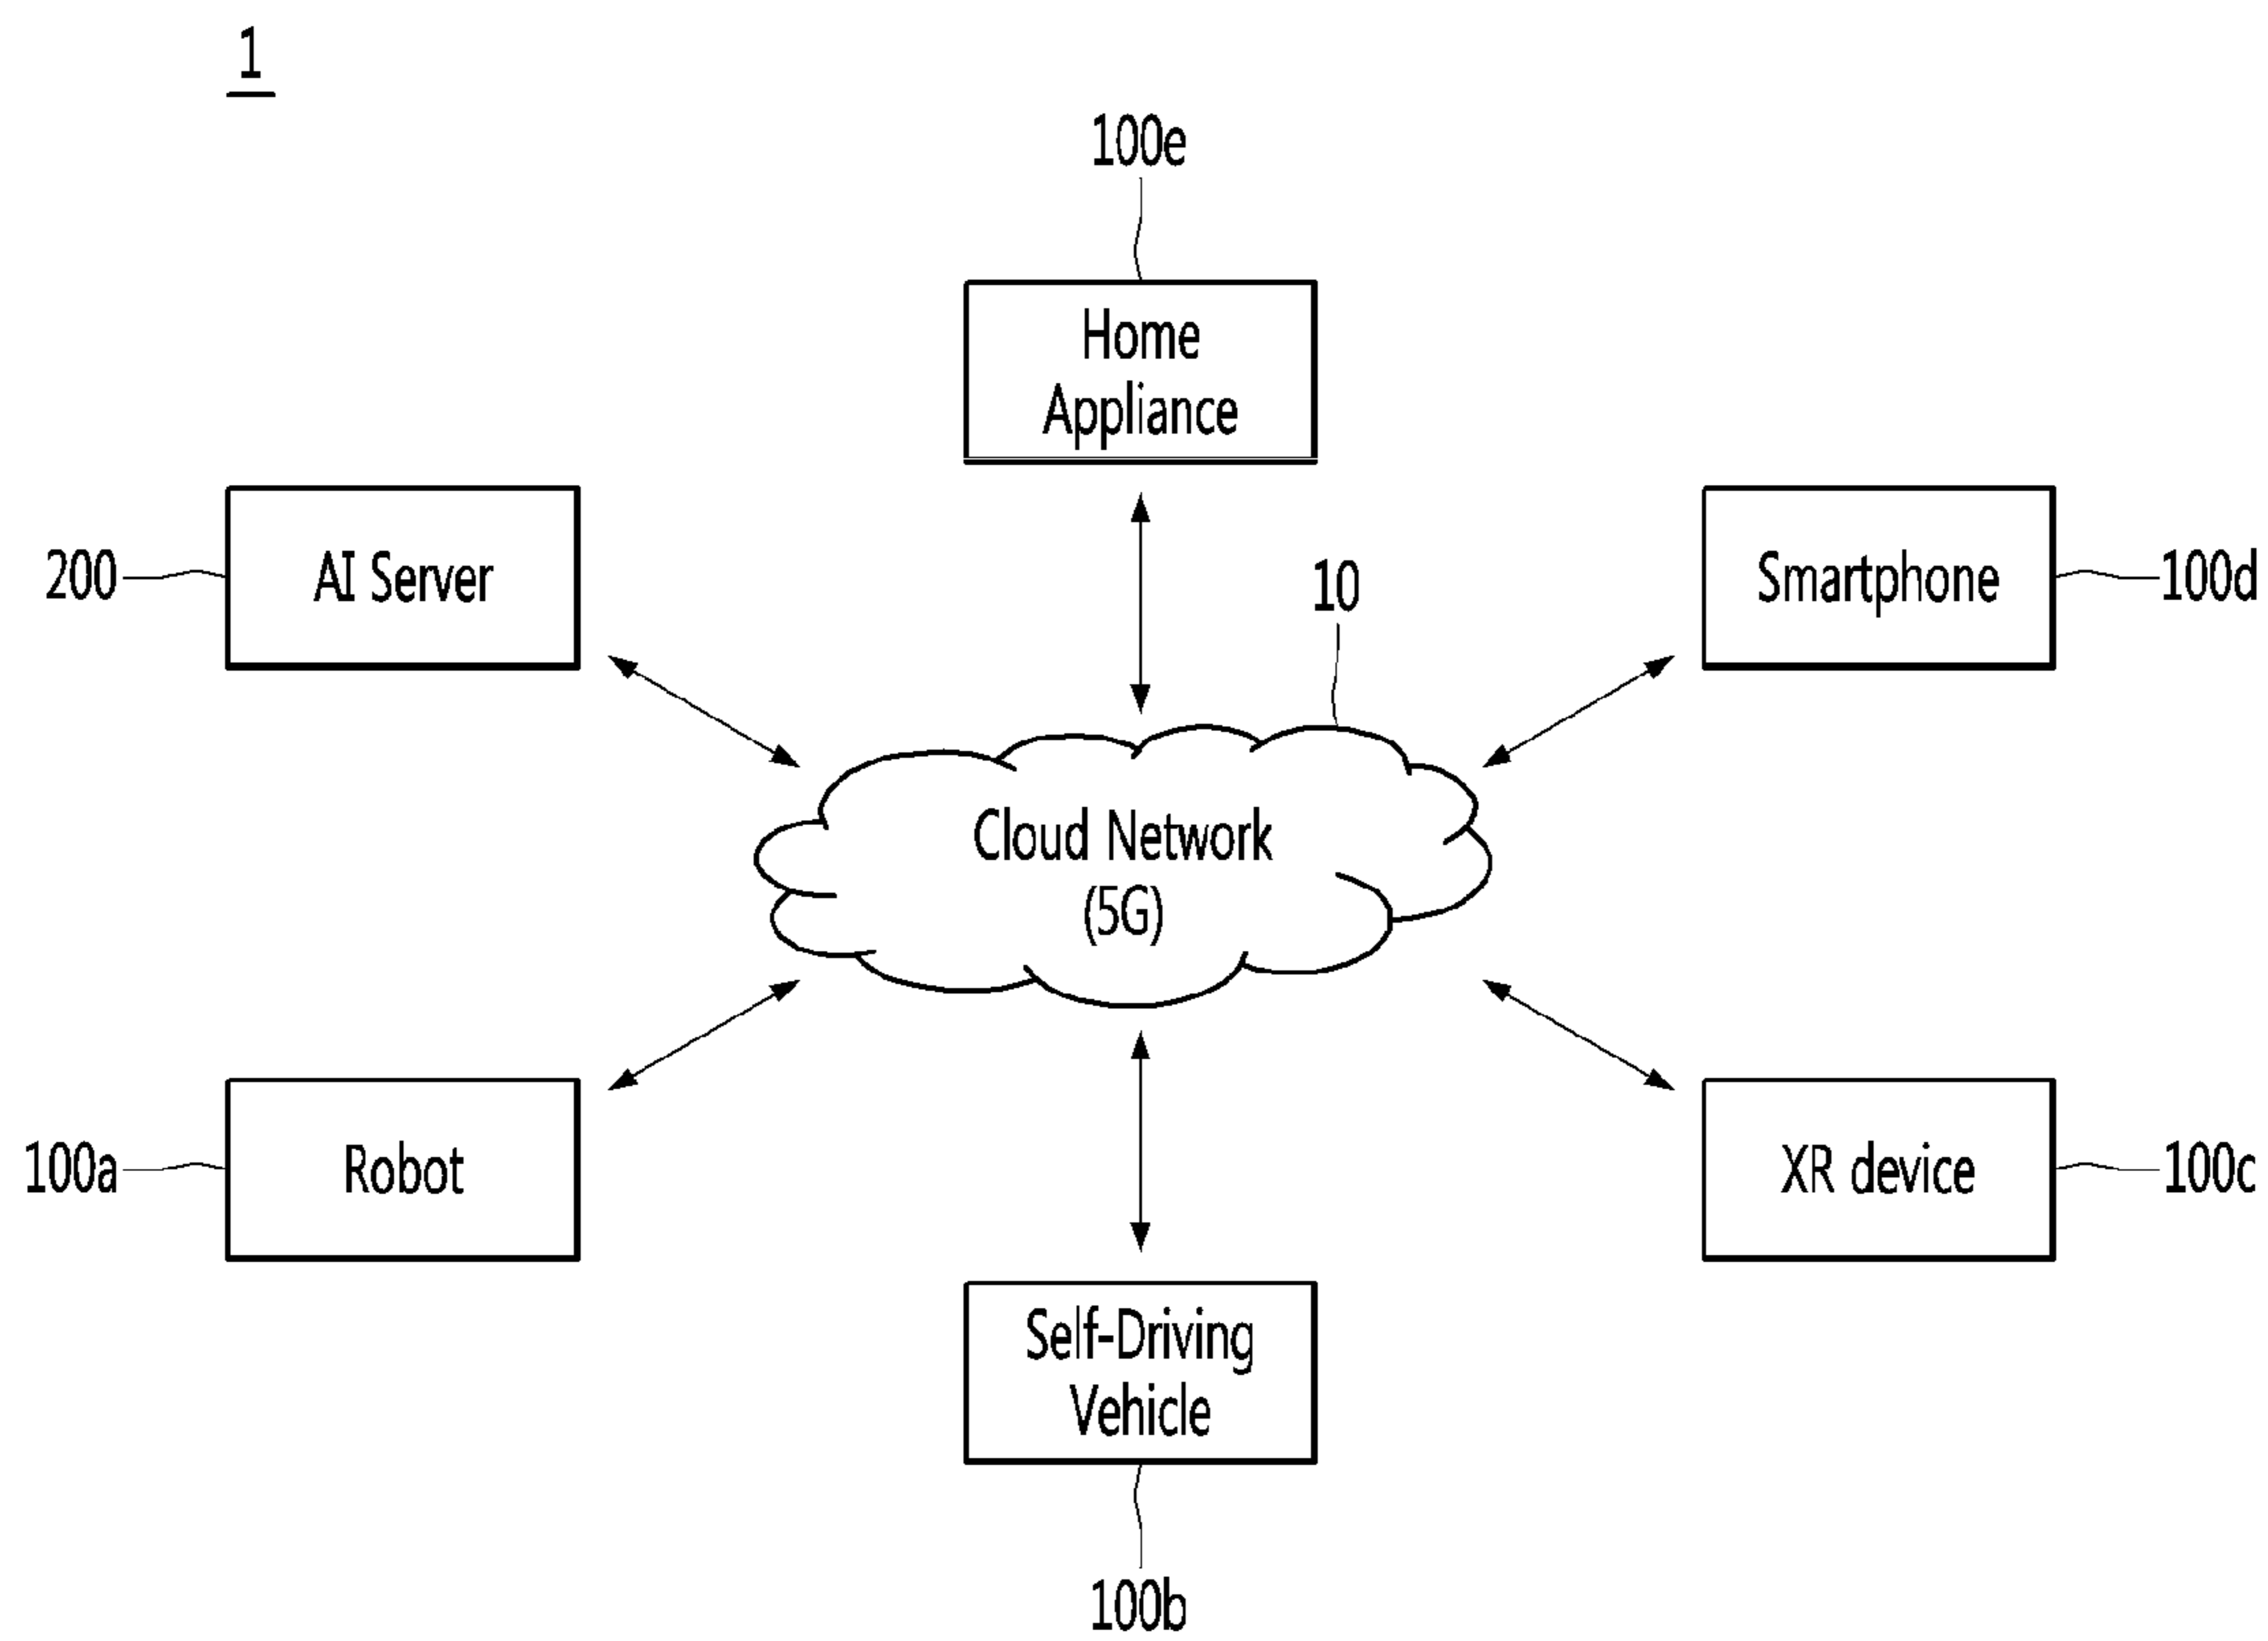 1
100e
Home
Appliance
200
AI Server
10
Smartphone
100d
Cloud Network
(5G)
100a
Robot
XR device
100c
Self-Driving
Vehicle
100b